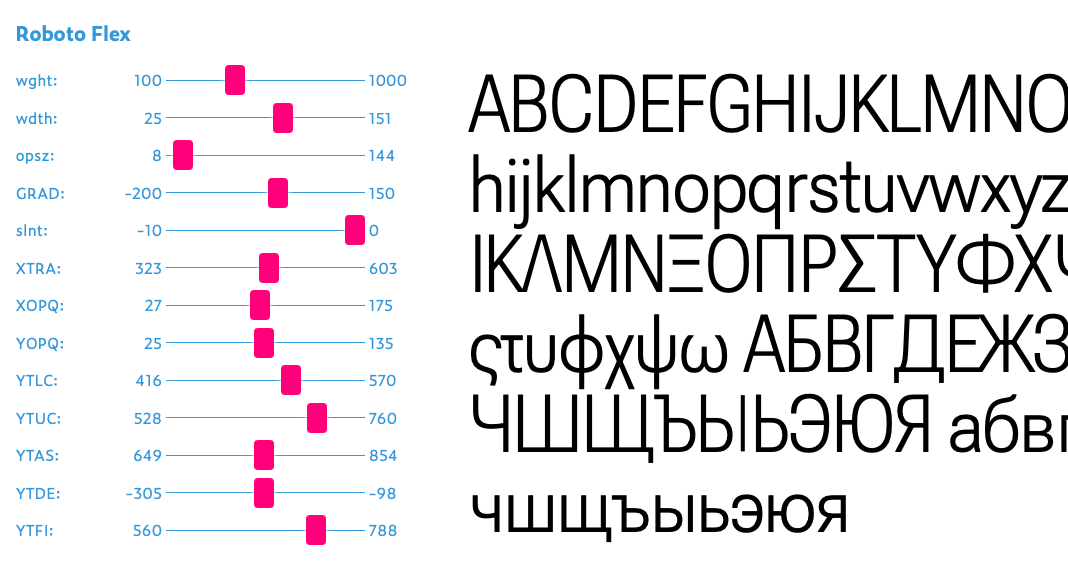 Roboto Flex
wght: 100 1000
wdth: 25 151
opsz: 8 144
GRAD: -200 150
slnt: -10 0
XTRA: 323 603
XOPQ: 27 175
YOPQ: 25 135
YTLC: 416 570
YTUC: 528 760
YTAS: 649 854
YTDE: -305 -98
YTFI: 560 788
ABCDEFGHIJKLMNO
hijklmnopqrstuvwxyz
ΙΚΛΜΝΞΟΠΡΣΤΥΦΧΨ
ςτυφχψω АБВГДЕЖЗ
ЧШЩЪЫЬЭЮЯ абвг
чшщъыьэюя